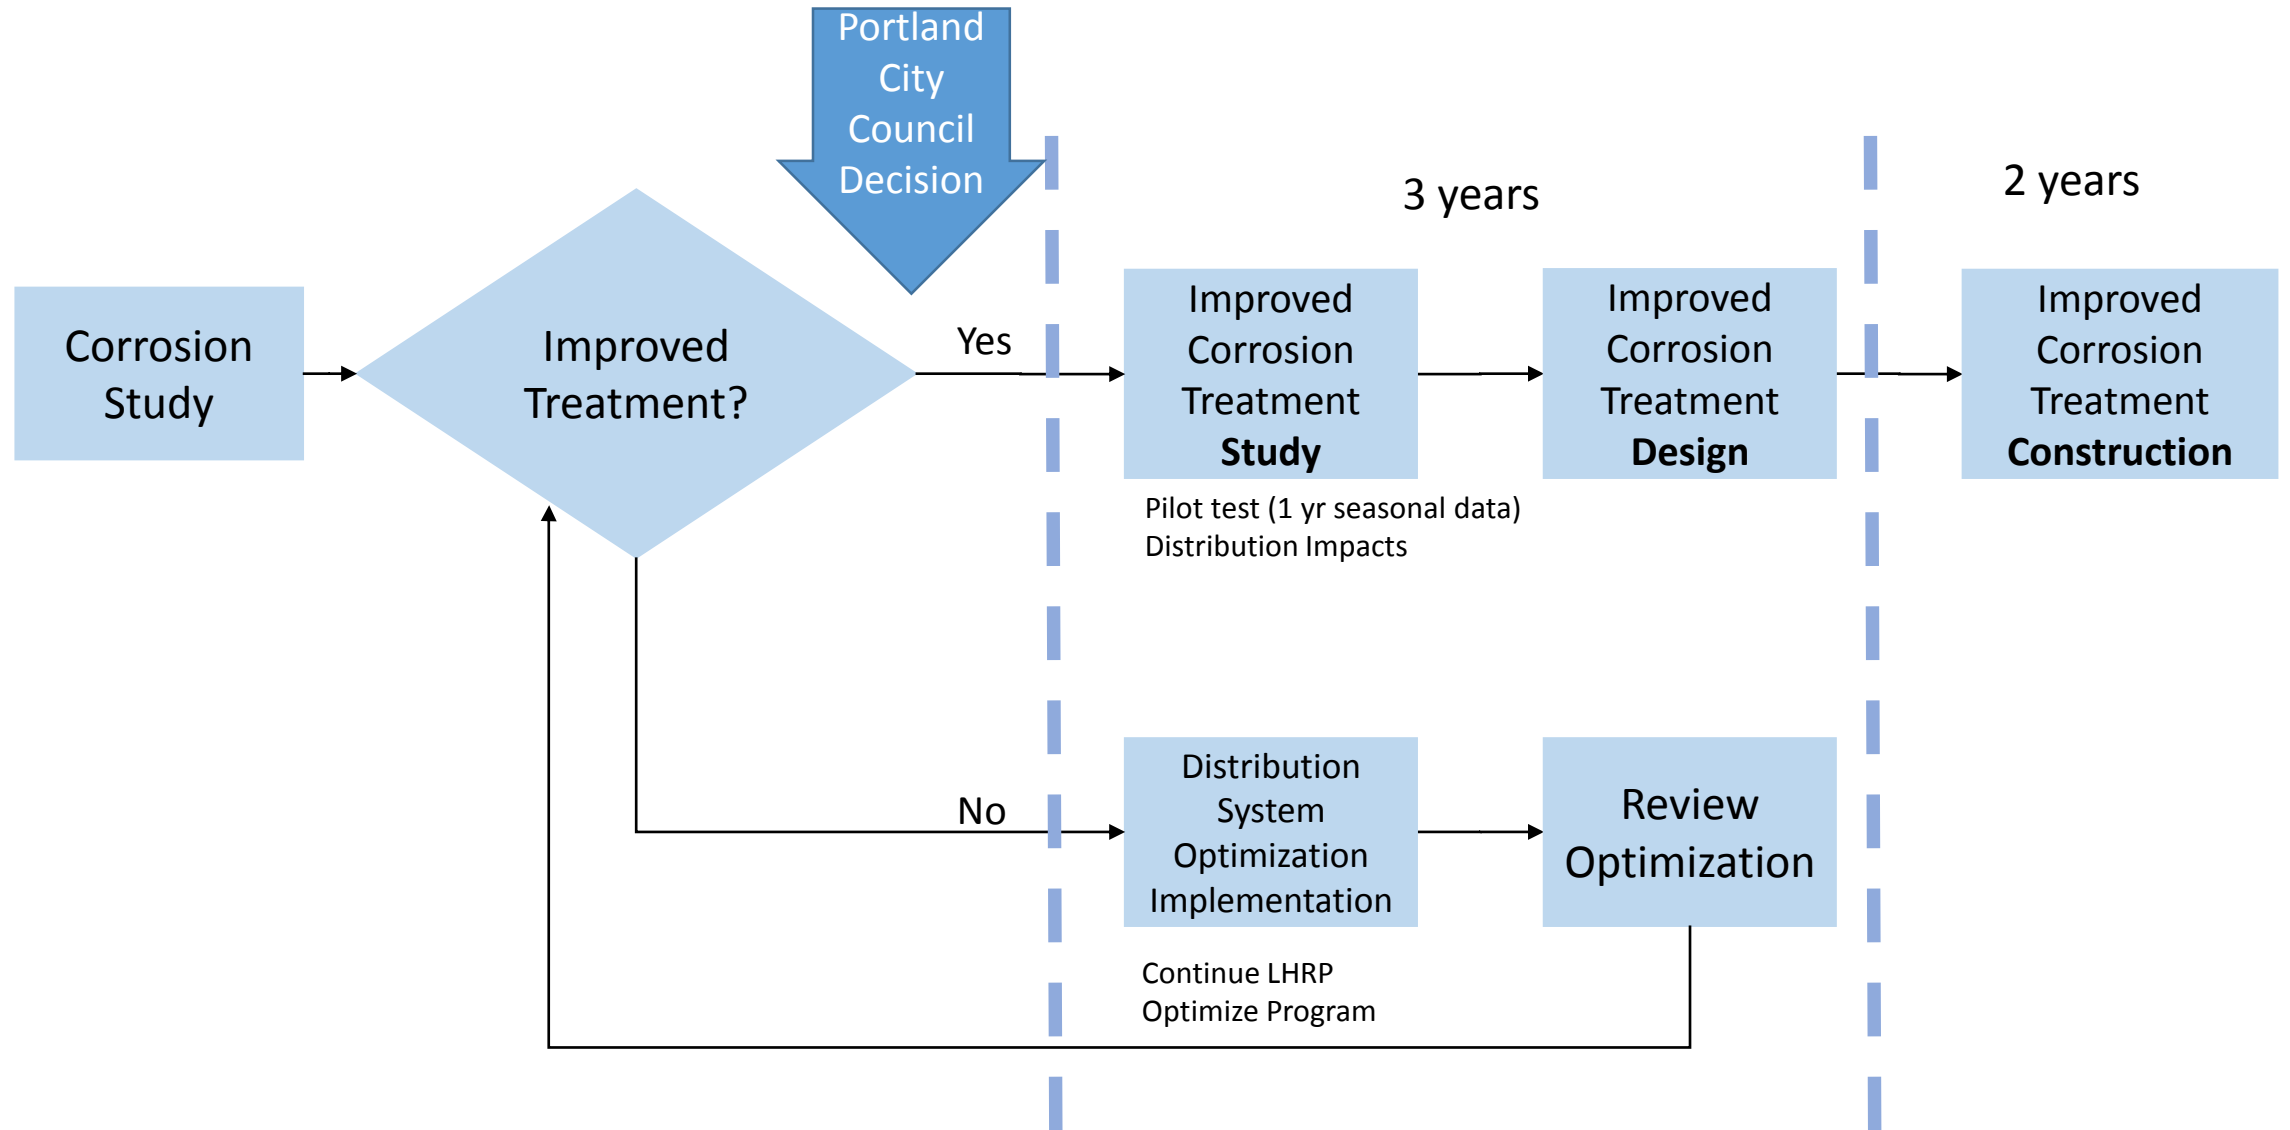 Portland
City
Council
Decision
3 years
2 years
Corrosion
Study
Improved
Treatment?
Yes
Improved
Corrosion
Treatment
Study
Pilot test (1 yr seasonal data)
Distribution Impacts
Improved
Corrosion
Treatment
Design
Improved
Corrosion
Treatment
Construction
No
Distribution
System
Optimization
Implementation
Continue LHRP
Optimize Program
Review
Optimization